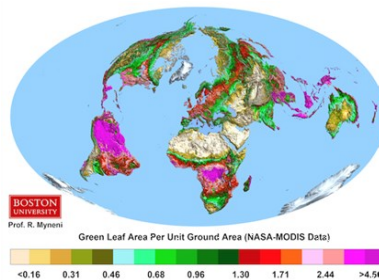 BOSTON
UNIVERSITY
Prof. R. Myneni
Green Leaf Area Per Unit Ground Area (NASA-MODIS Data)
<0.16 0.31 0.46 0.68 0.96 1.30 1.71 2.44 >4.50